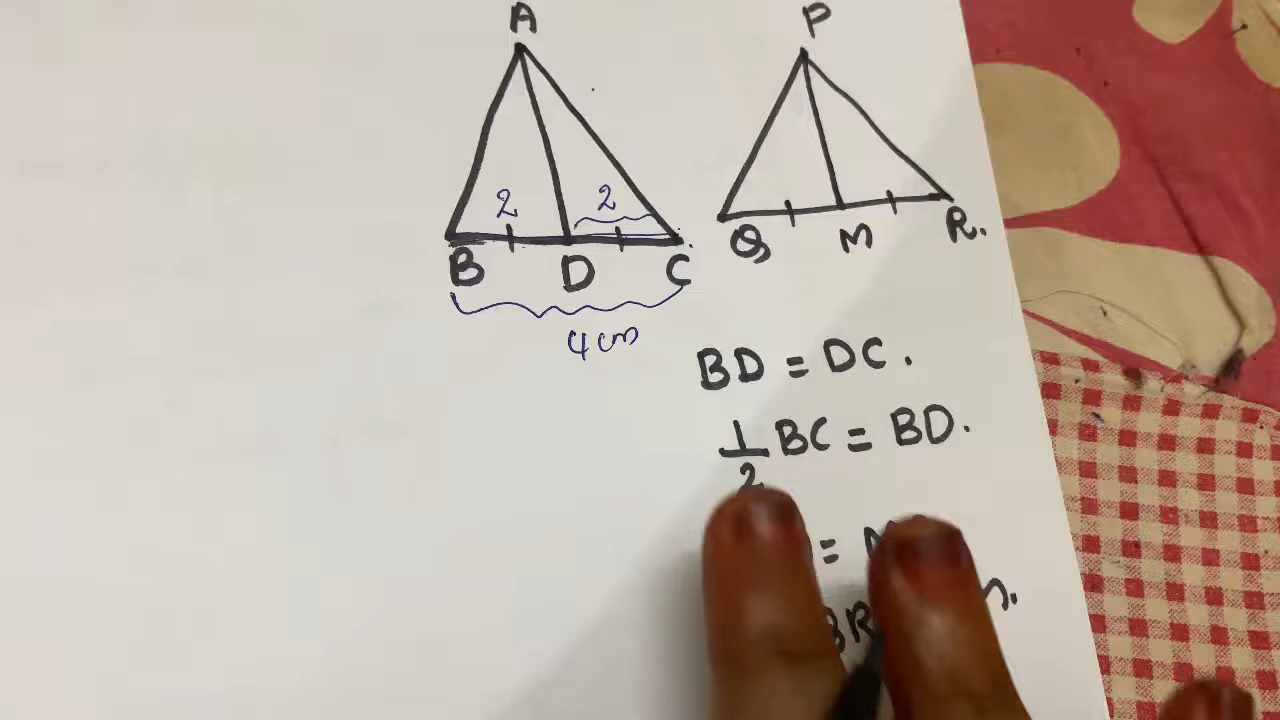 A
P
2 2
B D C
Q M R.
4 cm
BD = DC.
1/2 BC = BD.
=